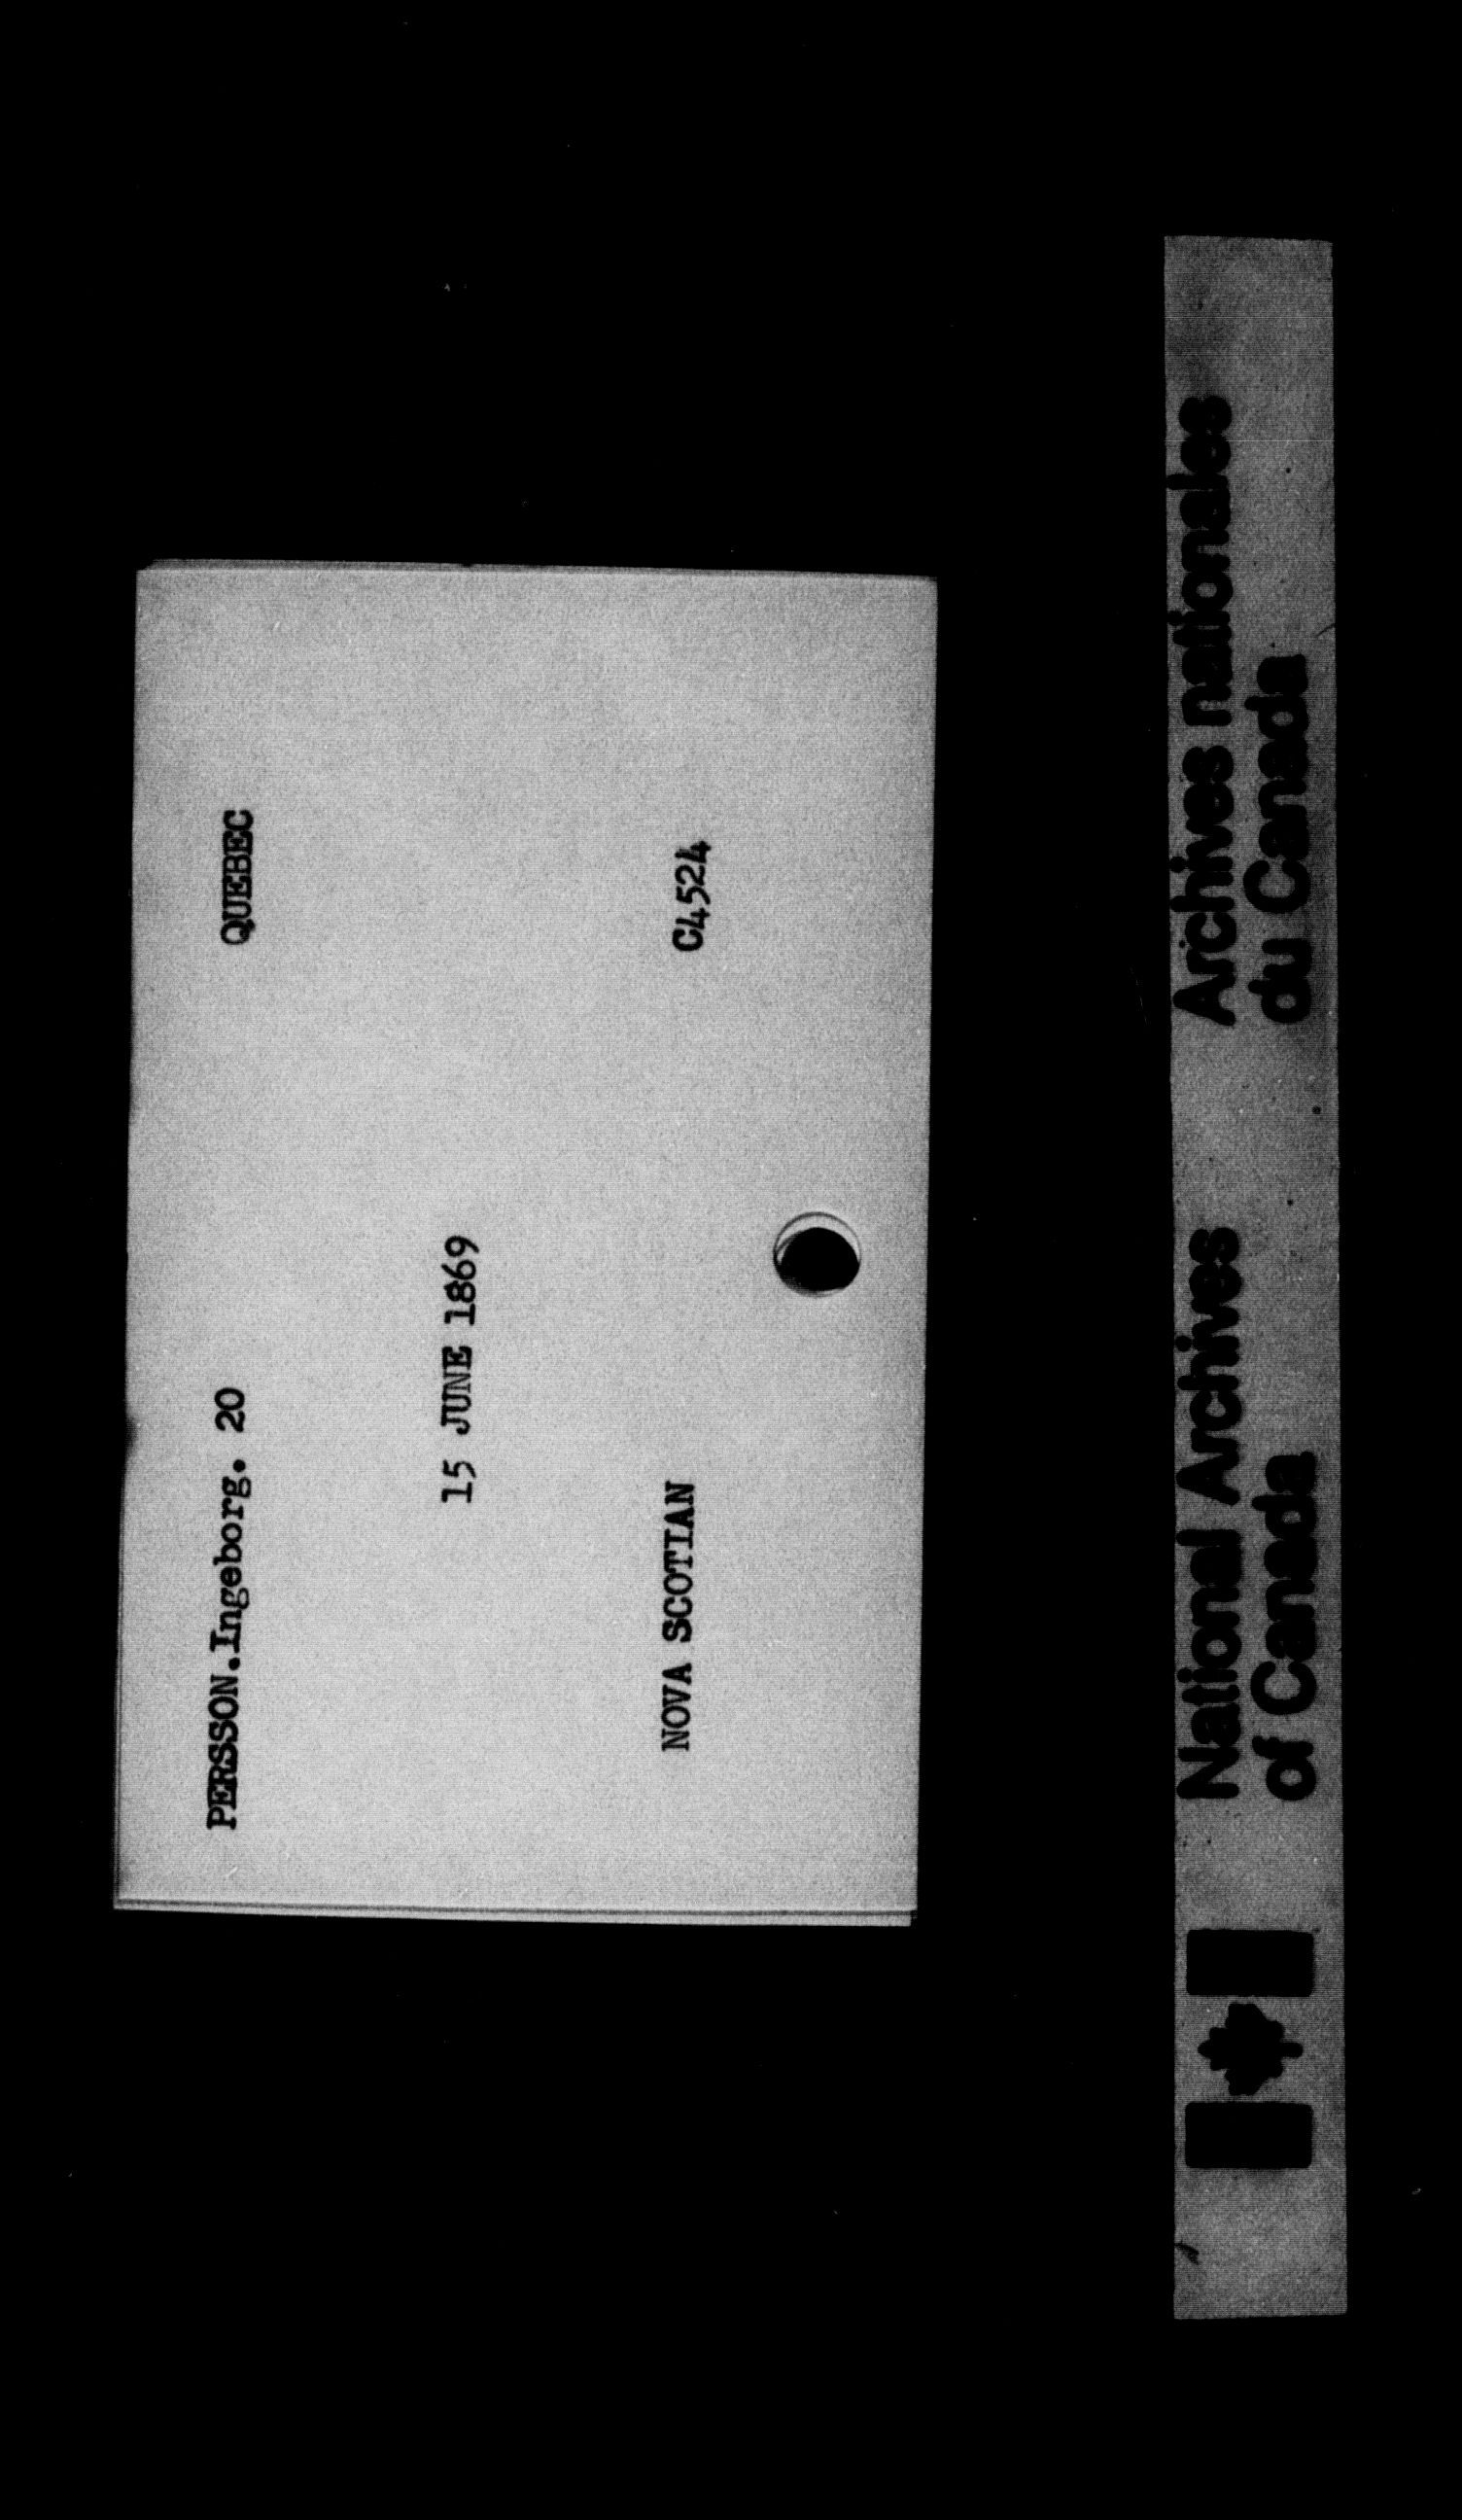 PERSSON.Ingeborg. 20 QUEBEC
15 JUNE 1869
NOVA SCOTIAN C4524
National Archives
of Canada
Archives nationales
du Canada